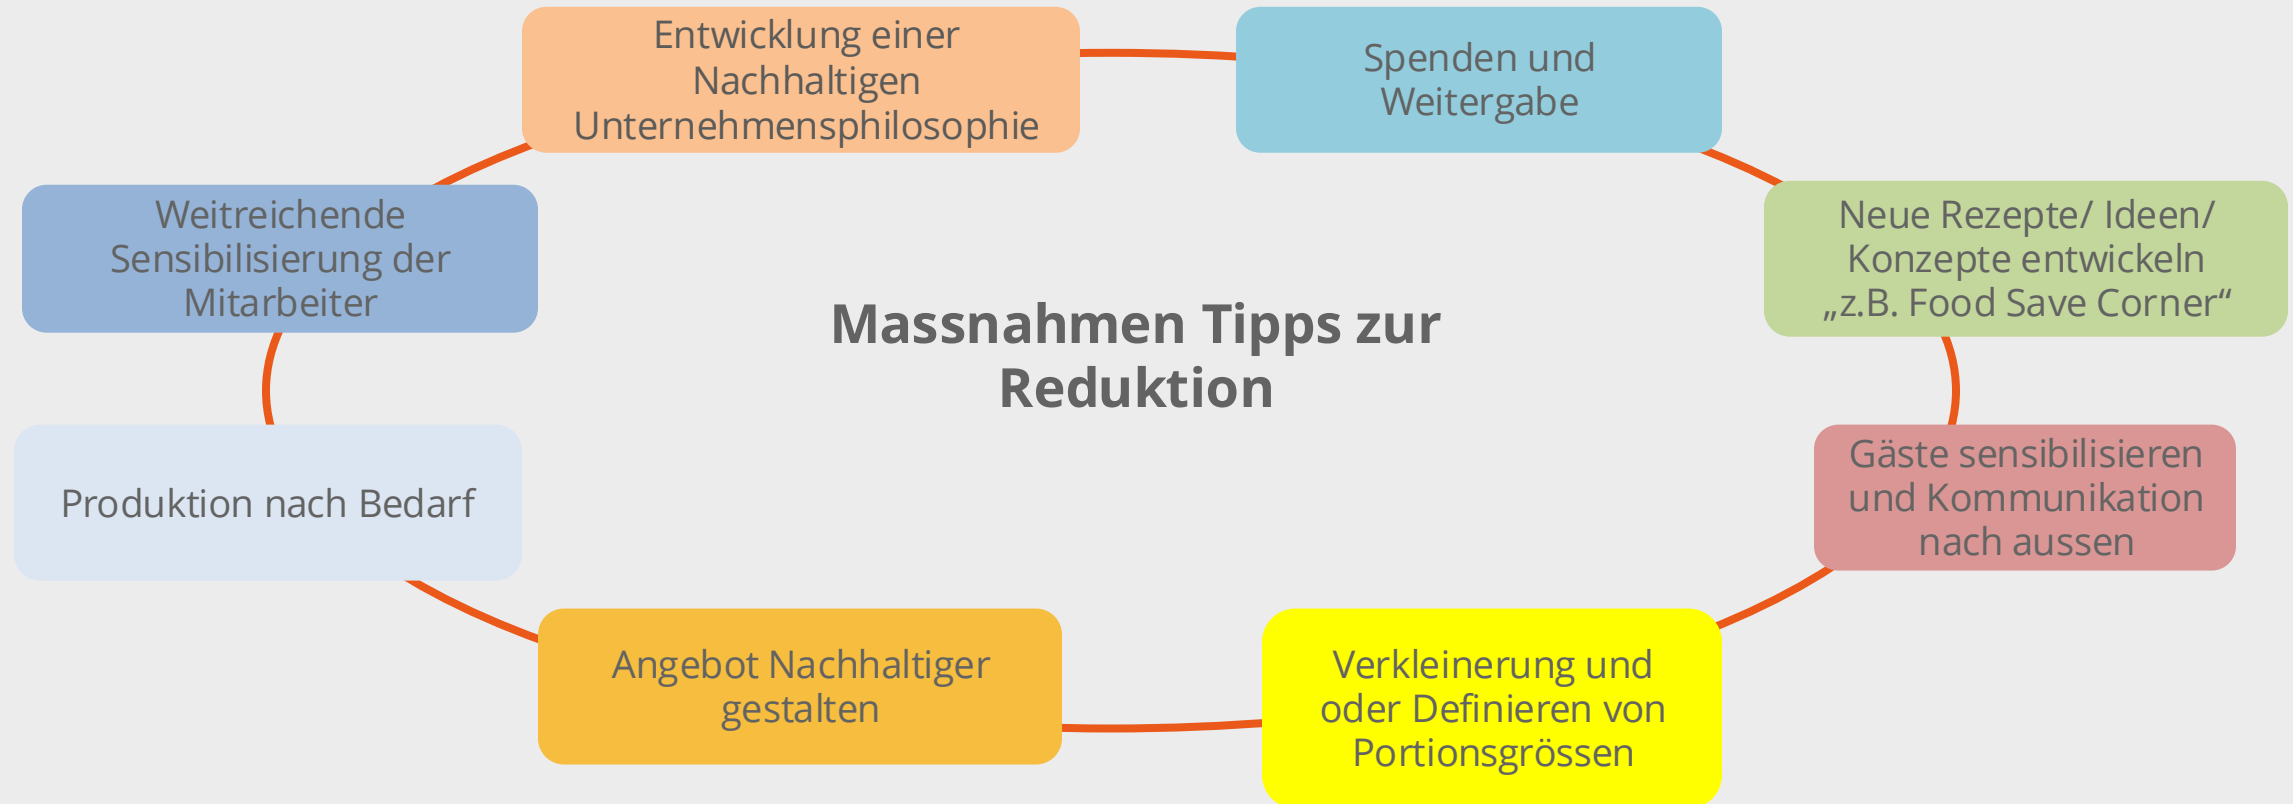 Entwicklung einer
Nachhaltigen
Unternehmensphilosophie
Spenden und
Weitergabe
Weitreichende
Sensibilisierung der
Mitarbeiter
Neue Rezepte/ Ideen/
Konzepte entwickeln
„z.B. Food Save Corner“
Massnahmen Tipps zur
Reduktion
Produktion nach Bedarf
Gäste sensibilisieren
und Kommunikation
nach aussen
Angebot Nachhaltiger
gestalten
Verkleinerung und
oder Definieren von
Portionsgrössen